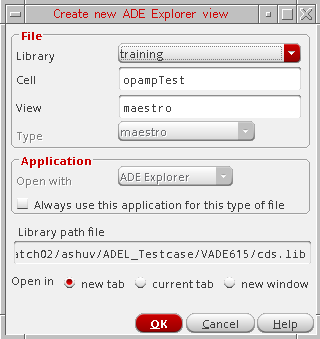 Create new ADE Explorer view
File
Library training
Cell opampTest
View maestro
Type maestro
Application
Open with ADE Explorer
Always use this application for this type of file
Library path file
atch02/ashuv/ADEL_Testcase/VADE615/cds.lib
Open in new tab current tab new window
OK Cancel Help